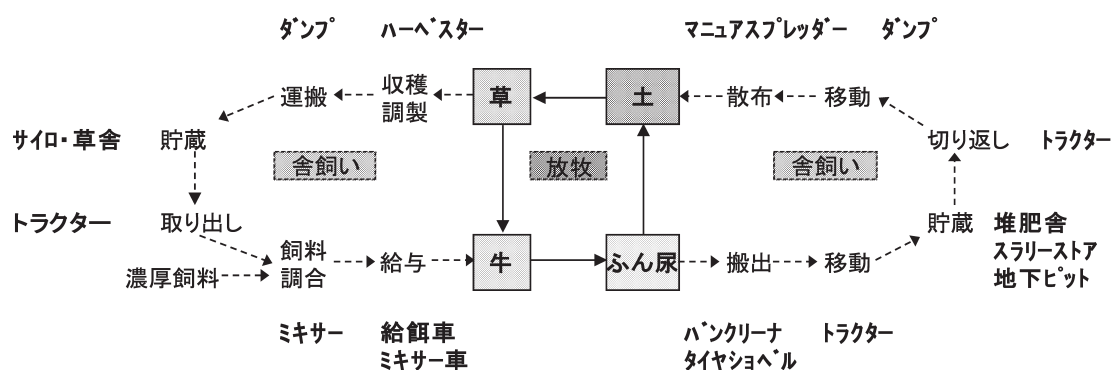 ダンプ ハーベスター マニュアスプレッダー ダンプ
運搬 収穫 草 土 散布 移動
調製
サイロ・草舎 貯蔵 切り返し トラクター
舎飼い 放牧 舎飼い
トラクター 取り出し 貯蔵 堆肥舎
スラリーストア
地下ピット
飼料 給与 牛 ふん尿 搬出 移動
濃厚飼料 調合
ミキサー 給餌車 バンクリーナ トラクター
ミキサー車 タイヤショベル